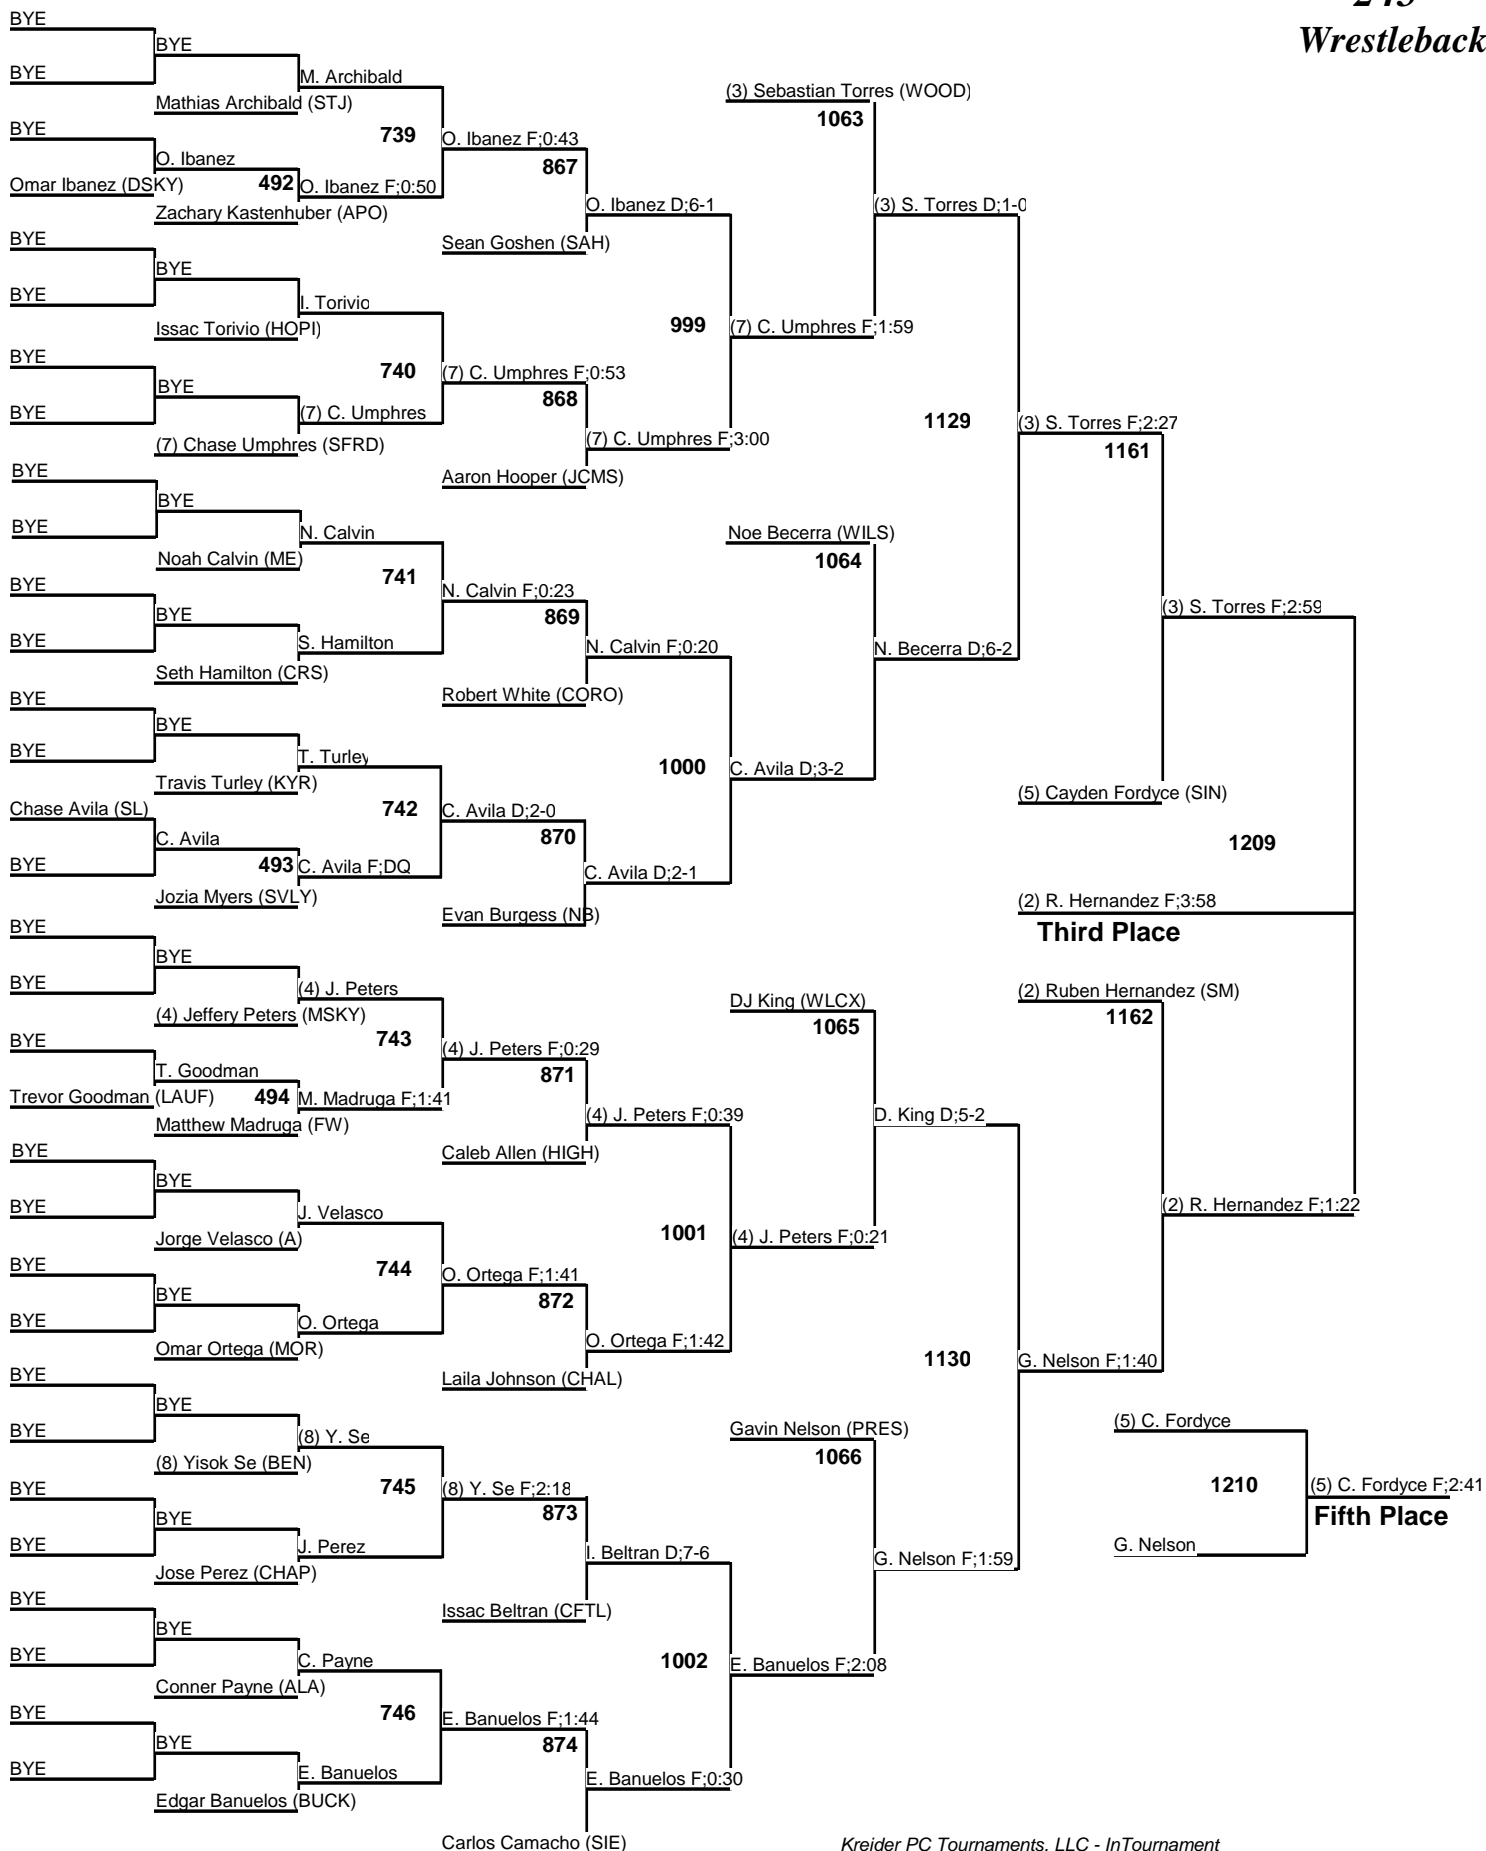 245
Wrestleback
BYE
BYE
BYE
M. Archibald
Mathias Archibald (STJ)
(3) Sebastian Torres (WOOD)
1063
BYE
739
O. Ibanez F;0:43
867
O. Ibanez
Omar Ibanez (DSKY)
492
O. Ibanez F;0:50
Zachary Kastenhuber (APO)
O. Ibanez D;6-1
(3) S. Torres D;1-0
BYE
Sean Goshen (SAH)
BYE
BYE
I. Torivio
Issac Torivio (HOPI)
999
(7) C. Umphres F;1:59
BYE
740
(7) C. Umphres F;0:53
868
BYE
BYE
(7) C. Umphres
(7) Chase Umphres (SFRD)
(7) C. Umphres F;3:00
1129
(3) S. Torres F;2:27
1161
BYE
Aaron Hooper (JCMS)
BYE
BYE
N. Calvin
Noah Calvin (ME)
Noe Becerra (WILS)
1064
741
BYE
N. Calvin F;0:23
869
BYE
BYE
S. Hamilton
Seth Hamilton (CRS)
N. Calvin F;0:20
N. Becerra D;6-2
(3) S. Torres F;2:59
Robert White (CORO)
BYE
BYE
BYE
T. Turley
Travis Turley (KYR)
1000
C. Avila D;3-2
(5) Cayden Fordyce (SIN)
Chase Avila (SL)
742
C. Avila D;2-0
870
C. Avila
BYE
493
C. Avila F;DQ
Jozia Myers (SVLY)
C. Avila D;2-1
1209
Evan Burgess (NB)
(2) R. Hernandez F;3:58
Third Place
BYE
BYE
BYE
(4) J. Peters
(4) Jeffery Peters (MSKY)
DJ King (WLCX)
1065
(2) Ruben Hernandez (SM)
1162
BYE
743
(4) J. Peters F;0:29
871
T. Goodman
Trevor Goodman (LAUF)
494
M. Madruga F;1:41
Matthew Madruga (FW)
(4) J. Peters F;0:39
D. King D;5-2
Caleb Allen (HIGH)
BYE
BYE
BYE
J. Velasco
Jorge Velasco (A)
1001
(4) J. Peters F;0:21
(2) R. Hernandez F;1:22
BYE
744
O. Ortega F;1:41
872
BYE
BYE
O. Ortega
Omar Ortega (MOR)
O. Ortega F;1:42
1130
G. Nelson F;1:40
Laila Johnson (CHAL)
BYE
BYE
BYE
(8) Y. Se
(8) Yisok Se (BEN)
Gavin Nelson (PRES)
1066
(5) C. Fordyce
BYE
745
(8) Y. Se F;2:18
873
1210
(5) C. Fordyce F;2:41
Fifth Place
BYE
BYE
J. Perez
Jose Perez (CHAP)
I. Beltran D;7-6
G. Nelson F;1:59
G. Nelson
Issac Beltran (CFTL)
BYE
BYE
BYE
C. Payne
Conner Payne (ALA)
1002
E. Banuelos F;2:08
BYE
746
E. Banuelos F;1:44
874
BYE
BYE
E. Banuelos
Edgar Banuelos (BUCK)
E. Banuelos F;0:30
Carlos Camacho (SIE)
Kreider PC Tournaments, LLC - InTournament